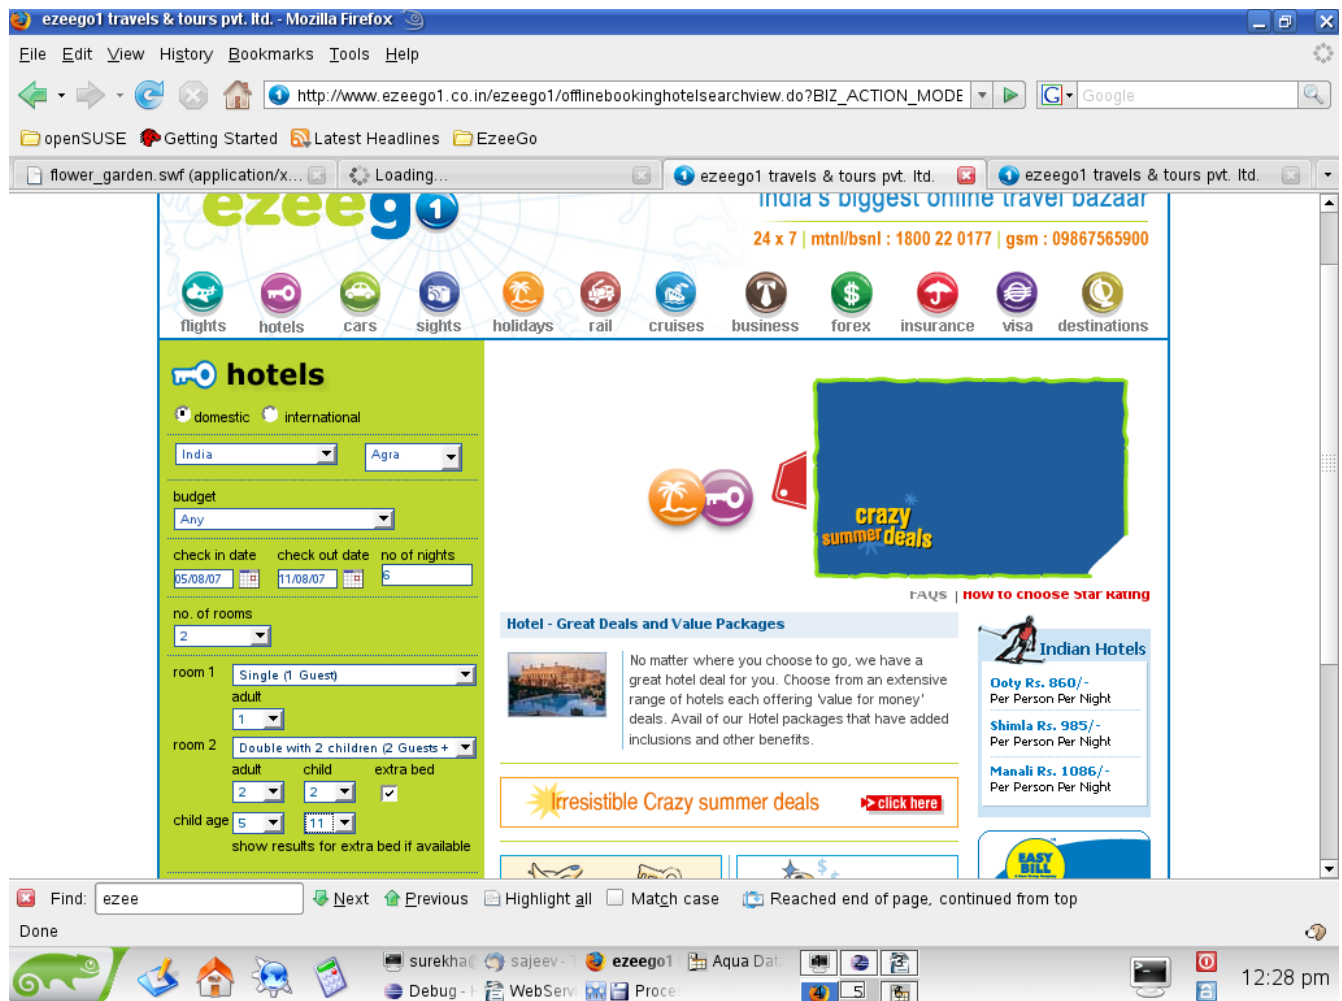 ezeego1 travels & tours pvt. ltd. - Mozilla Firefox
File Edit View History Bookmarks Tools Help
http://www.ezeego1.co.in/ezeego1/offlinebookinghotelsearchview.do?BIZ_ACTION_MODE
G Google
openSUSE Getting Started Latest Headlines EzeeGo
flower_garden.swf (application/x... Loading... ezeego1 travels & tours pvt. ltd. ezeego1 travels & tours pvt. ltd.
ezeego1
india's biggest online travel bazaar
24 x 7 | mtnl/bsnl : 1800 22 0177 | gsm : 09867565900
flights hotels cars sights holidays rail cruises business forex insurance visa destinations
hotels
domestic international
India Agra
budget
Any
check in date check out date no of nights
05/08/07 11/08/07 6
no. of rooms
2
room 1 Single (1 Guest)
adult
1
room 2 Double with 2 children (2 Guests +
adult child extra bed
2 2
child age 5 11
show results for extra bed if available
crazy
summer deals
FAQs | How to choose Star Rating
Hotel - Great Deals and Value Packages
No matter where you choose to go, we have a
great hotel deal for you. Choose from an extensive
range of hotels each offering 'value for money'
deals. Avail of our Hotel packages that have added
inclusions and other benefits.
Irresistible Crazy summer deals click here
Indian Hotels
Ooty Rs. 860/-
Per Person Per Night
Shimla Rs. 985/-
Per Person Per Night
Manali Rs. 1086/-
Per Person Per Night
EASY
BILL
Find: ezee Next Previous Highlight all Match case Reached end of page, continued from top
Done
surekha@ sajeev - T ezeego1 Aqua Dat
Debug - WebServ Proce 5
12:28 pm